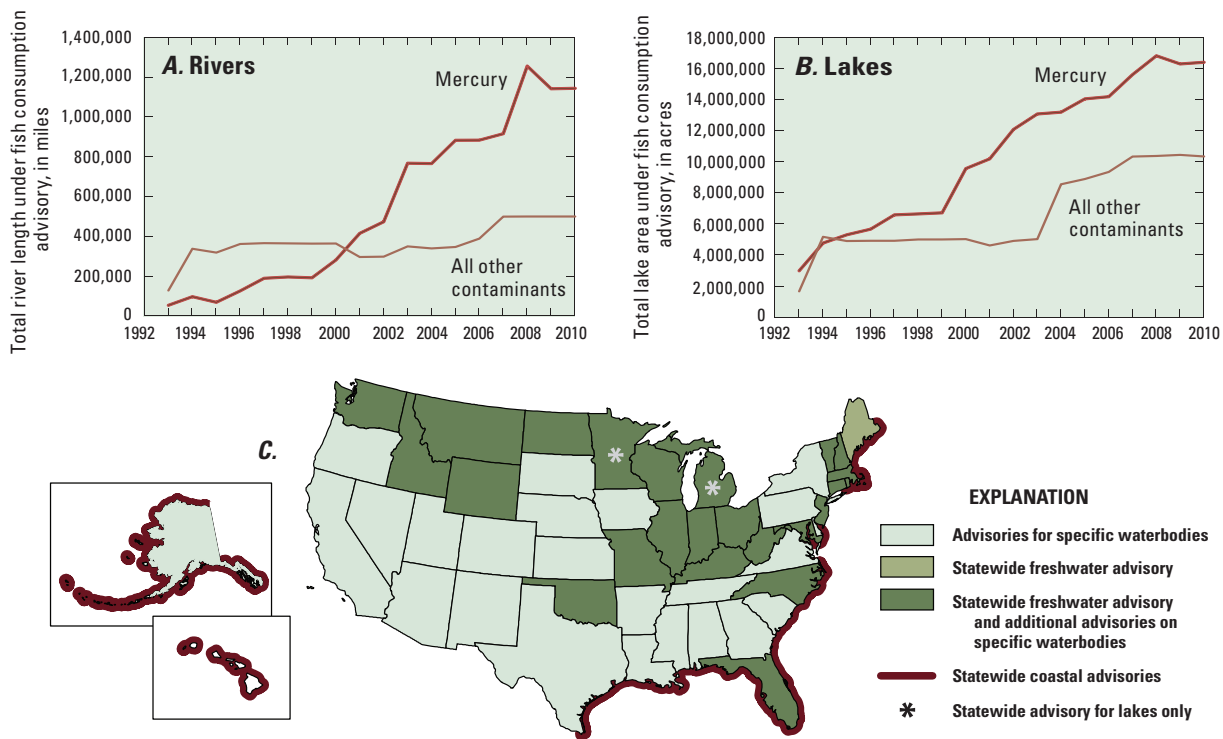 A. Rivers
Total river length under fish consumption
advisory, in miles
1,400,000
1,200,000
1,000,000
800,000
600,000
400,000
200,000
0
Mercury
All other
contaminants
1992 1994 1996 1998 2000 2002 2004 2006 2008 2010
B. Lakes
Total lake area under fish consumption
advisory, in acres
18,000,000
16,000,000
14,000,000
12,000,000
10,000,000
8,000,000
6,000,000
4,000,000
2,000,000
0
Mercury
All other
contaminants
1992 1994 1996 1998 2000 2002 2004 2006 2008 2010
C.
*
*
EXPLANATION
Advisories for specific waterbodies
Statewide freshwater advisory
Statewide freshwater advisory
and additional advisories on
specific waterbodies
Statewide coastal advisories
* Statewide advisory for lakes only